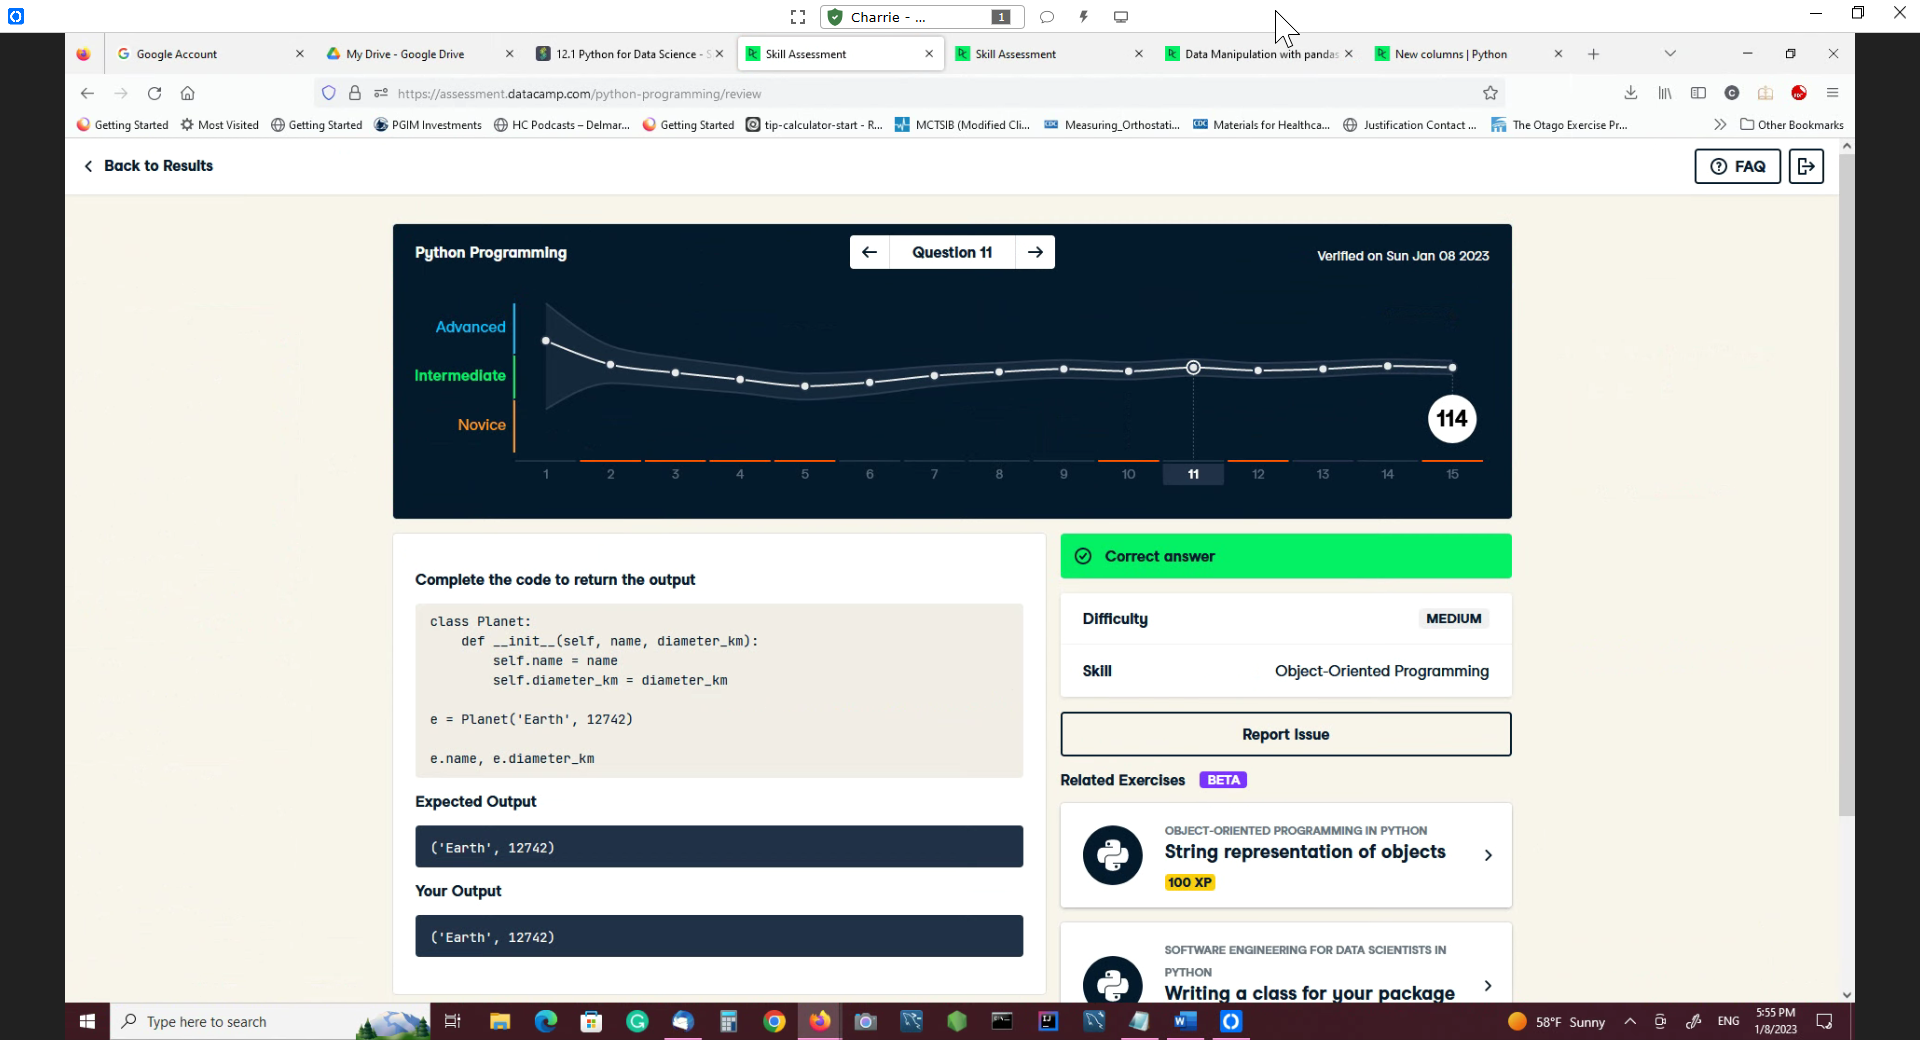 Charrie - ...
1
Google Account
My Drive - Google Drive
12.1 Python for Data Science - S
Skill Assessment
Skill Assessment
Data Manipulation with pandas
New columns | Python
https://assessment.datacamp.com/python-programming/review
Getting Started
Most Visited
Getting Started
PGIM Investments
HC Podcasts – Delmar...
Getting Started
tip-calculator-start - R...
MCTSIB (Modified Cli...
Measuring_Orthostati...
Materials for Healthca...
Justification Contact ...
The Otago Exercise Pr...
Other Bookmarks
Back to Results
FAQ
Python Programming
Question 11
Verified on Sun Jan 08 2023
Advanced
Intermediate
Novice
114
1 2 3 4 5 6 7 8 9 10 11 12 13 14 15
Complete the code to return the output
class Planet:
    def __init__(self, name, diameter_km):
        self.name = name
        self.diameter_km = diameter_km
e = Planet('Earth', 12742)
e.name, e.diameter_km
Expected Output
('Earth', 12742)
Your Output
('Earth', 12742)
Correct answer
Difficulty
MEDIUM
Skill
Object-Oriented Programming
Report Issue
Related Exercises
BETA
OBJECT-ORIENTED PROGRAMMING IN PYTHON
String representation of objects
100 XP
SOFTWARE ENGINEERING FOR DATA SCIENTISTS IN
PYTHON
Writing a class for your package
Type here to search
58°F Sunny
ENG
5:55 PM
1/8/2023